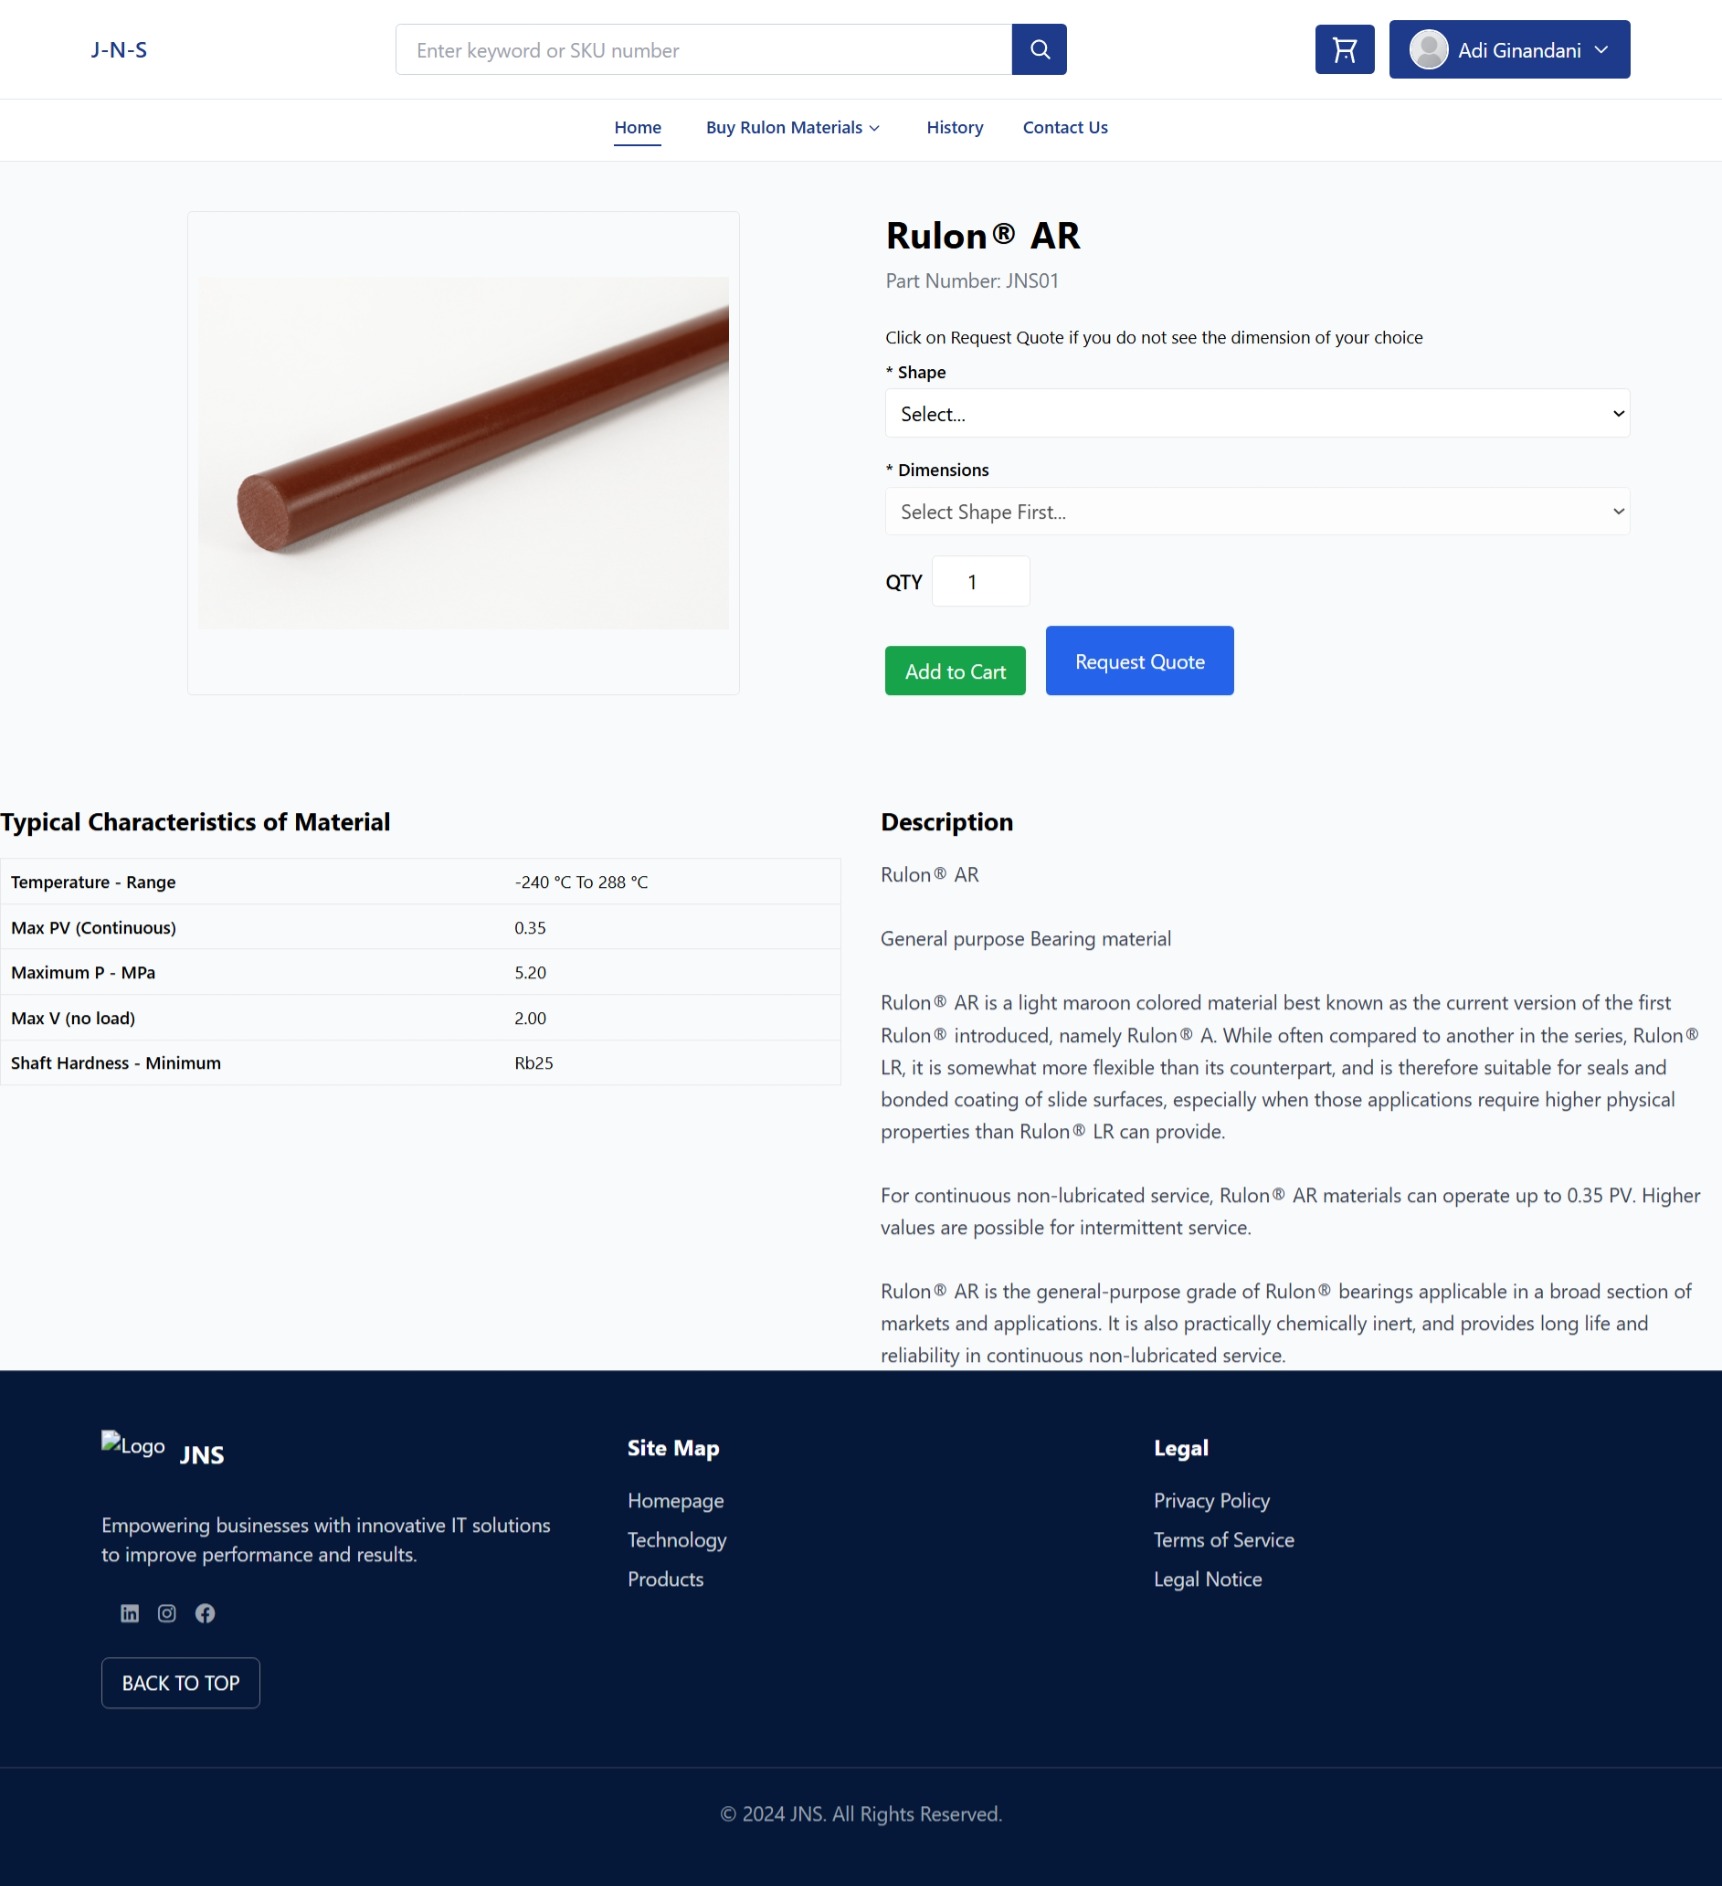 J-N-S
Enter keyword or SKU number
Adi Ginandani
Home
Buy Rulon Materials
History
Contact Us
Rulon® AR
Part Number: JNS01
Click on Request Quote if you do not see the dimension of your choice
* Shape
Select...
* Dimensions
Select Shape First...
QTY 1
Add to Cart
Request Quote
Typical Characteristics of Material
Temperature - Range -240 °C To 288 °C
Max PV (Continuous) 0.35
Maximum P - MPa 5.20
Max V (no load) 2.00
Shaft Hardness - Minimum Rb25
Description
Rulon® AR
General purpose Bearing material
Rulon® AR is a light maroon colored material best known as the current version of the first
Rulon® introduced, namely Rulon® A. While often compared to another in the series, Rulon®
LR, it is somewhat more flexible than its counterpart, and is therefore suitable for seals and
bonded coating of slide surfaces, especially when those applications require higher physical
properties than Rulon® LR can provide.
For continuous non-lubricated service, Rulon® AR materials can operate up to 0.35 PV. Higher
values are possible for intermittent service.
Rulon® AR is the general-purpose grade of Rulon® bearings applicable in a broad section of
markets and applications. It is also practically chemically inert, and provides long life and
reliability in continuous non-lubricated service.
Logo JNS
Empowering businesses with innovative IT solutions
to improve performance and results.
BACK TO TOP
Site Map
Homepage
Technology
Products
Legal
Privacy Policy
Terms of Service
Legal Notice
© 2024 JNS. All Rights Reserved.